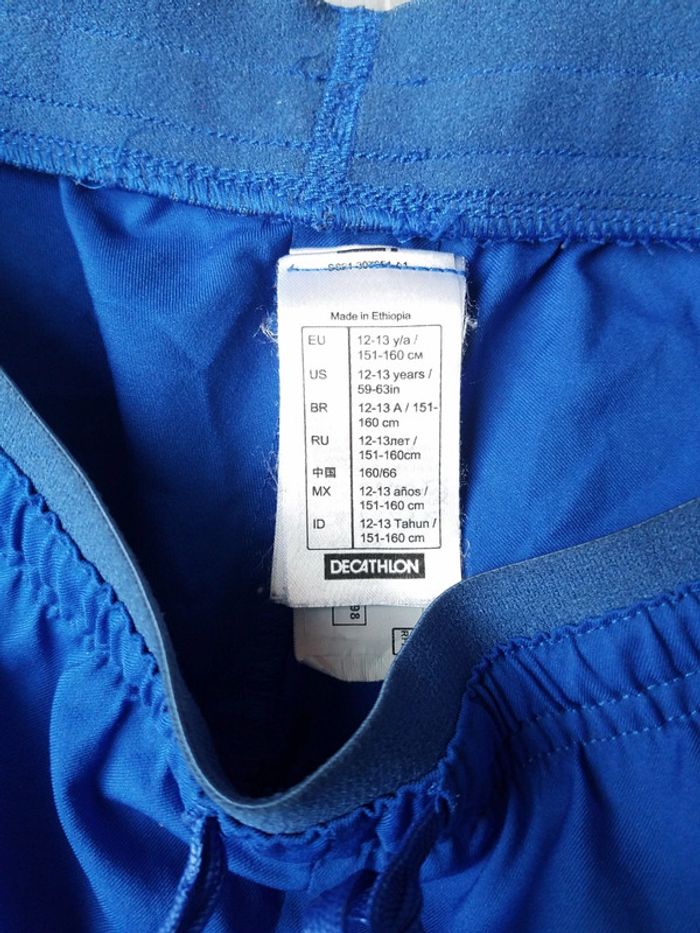 Made in Ethiopia
EU 12-13 y/a /
151-160 см
US 12-13 years /
59-63in
BR 12-13 A / 151-
160 cm
RU 12-13лет /
151-160cm
中国 160/66
MX 12-13 años /
151-160 cm
ID 12-13 Tahun /
151-160 cm
DECATHLON
98